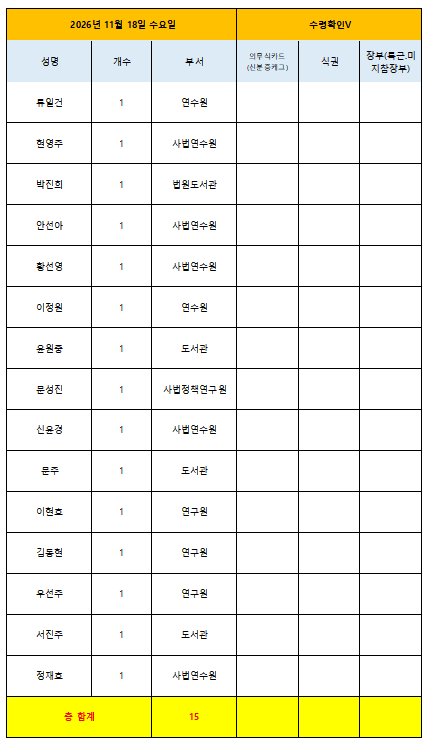 2026년 11월 18일 수요일 수령확인V
성명 개수 부서 의무식카드 식권 장부(특근.미
(신분증케그) 지참장부)
류일건 1 연수원
현영주 1 사법연수원
박진희 1 법원도서관
안선아 1 사법연수원
황선영 1 사법연수원
이정원 1 연수원
윤원중 1 도서관
문성진 1 사법정책연구원
신윤경 1 사법연수원
문주 1 도서관
이현효 1 연구원
김동현 1 연구원
우선주 1 연구원
서진주 1 도서관
정재효 1 사법연수원
총 합계 15